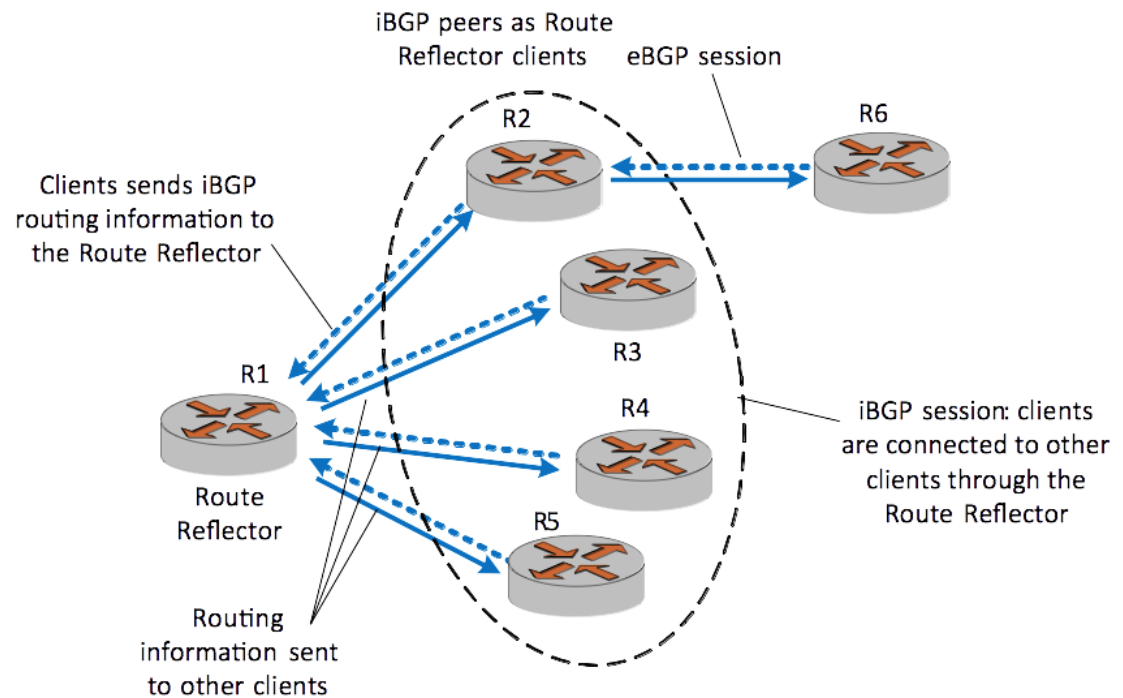 iBGP peers as Route
Reflector clients
eBGP session
R2
R6
Clients sends iBGP
routing information to
the Route Reflector
R3
R1
R4
iBGP session: clients
are connected to other
clients through the
Route Reflector
Route
Reflector
R5
Routing
information sent
to other clients